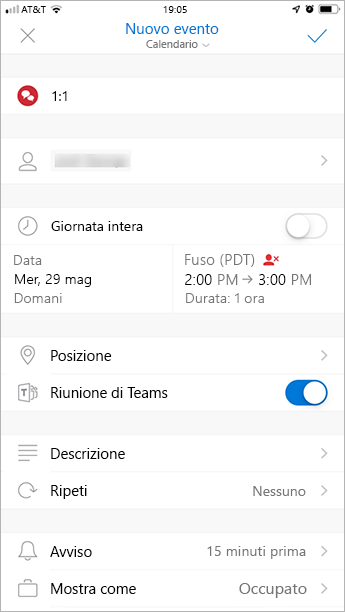 AT&T 19:05
Nuovo evento
Calendario
1:1
Giornata intera
Data
Mer, 29 mag
Domani
Fuso (PDT)
2:00 PM → 3:00 PM
Durata: 1 ora
Posizione
Riunione di Teams
Descrizione
Ripeti Nessuno
Avviso 15 minuti prima
Mostra come Occupato